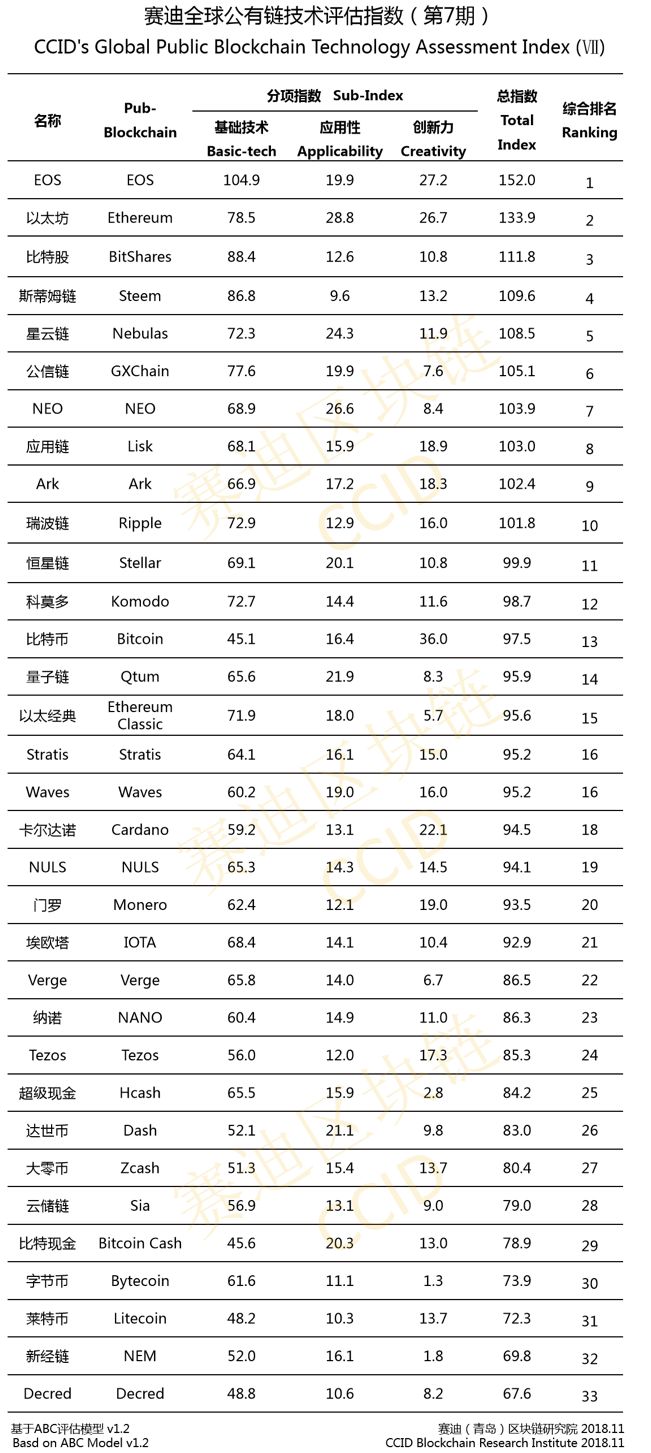 赛迪全球公有链技术评估指数（第7期）
CCID's Global Public Blockchain Technology Assessment Index (Ⅶ)
名称 Pub-Blockchain 分项指数 Sub-Index 总指数 Total Index 综合排名 Ranking
基础技术 Basic-tech 应用性 Applicability 创新力 Creativity
EOS EOS 104.9 19.9 27.2 152.0 1
以太坊 Ethereum 78.5 28.8 26.7 133.9 2
比特股 BitShares 88.4 12.6 10.8 111.8 3
斯蒂姆链 Steem 86.8 9.6 13.2 109.6 4
星云链 Nebulas 72.3 24.3 11.9 108.5 5
公信链 GXChain 77.6 19.9 7.6 105.1 6
NEO NEO 68.9 26.6 8.4 103.9 7
应用链 Lisk 68.1 15.9 18.9 103.0 8
Ark Ark 66.9 17.2 18.3 102.4 9
瑞波链 Ripple 72.9 12.9 16.0 101.8 10
恒星链 Stellar 69.1 20.1 10.8 99.9 11
科莫多 Komodo 72.7 14.4 11.6 98.7 12
比特币 Bitcoin 45.1 16.4 36.0 97.5 13
量子链 Qtum 65.6 21.9 8.3 95.9 14
以太经典 Ethereum Classic 71.9 18.0 5.7 95.6 15
Stratis Stratis 64.1 16.1 15.0 95.2 16
Waves Waves 60.2 19.0 16.0 95.2 16
卡尔达诺 Cardano 59.2 13.1 22.1 94.5 18
NULS NULS 65.3 14.3 14.5 94.1 19
门罗 Monero 62.4 12.1 19.0 93.5 20
埃欧塔 IOTA 68.4 14.1 10.4 92.9 21
Verge Verge 65.8 14.0 6.7 86.5 22
纳诺 NANO 60.4 14.9 11.0 86.3 23
Tezos Tezos 56.0 12.0 17.3 85.3 24
超级现金 Hcash 65.5 15.9 2.8 84.2 25
达世币 Dash 52.1 21.1 9.8 83.0 26
大零币 Zcash 51.3 15.4 13.7 80.4 27
云储链 Sia 56.9 13.1 9.0 79.0 28
比特现金 Bitcoin Cash 45.6 20.3 13.0 78.9 29
字节币 Bytecoin 61.6 11.1 1.3 73.9 30
莱特币 Litecoin 48.2 10.3 13.7 72.3 31
新经链 NEM 52.0 16.1 1.8 69.8 32
Decred Decred 48.8 10.6 8.2 67.6 33
基于ABC评估模型 v1.2 赛迪（青岛）区块链研究院 2018.11
Basd on ABC Model v1.2 CCID Blockchain Research Institute 2018.11
赛迪区块链
CCID
赛迪区块链
CCID
赛迪区块链
CCID